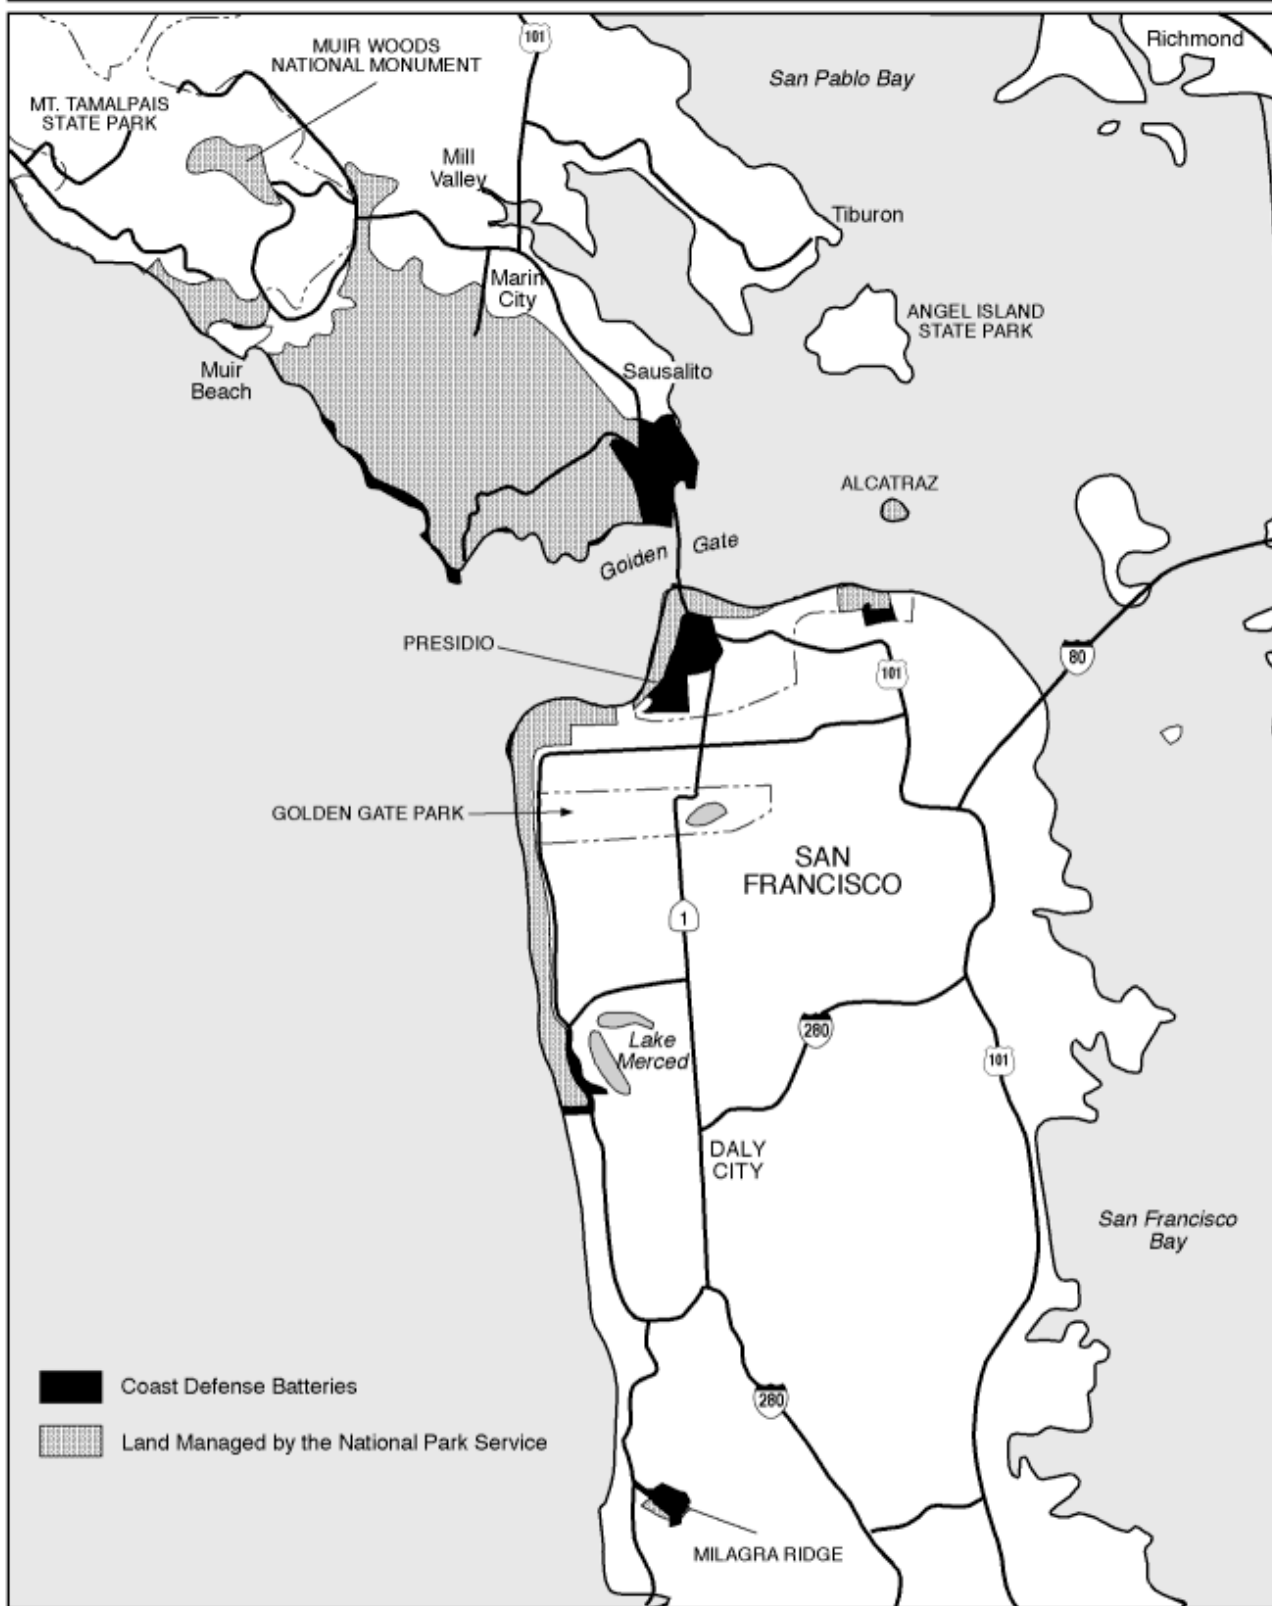 101
Richmond
MUIR WOODS
NATIONAL MONUMENT
San Pablo Bay
MT. TAMALPAIS
STATE PARK
Mill
Valley
Tiburon
Marin
City
ANGEL ISLAND
STATE PARK
Muir
Beach
Sausalito
ALCATRAZ
Golden Gate
PRESIDIO
80
101
GOLDEN GATE PARK
SAN
FRANCISCO
1
280
Lake
Merced
101
DALY
CITY
San Francisco
Bay
Coast Defense Batteries
280
Land Managed by the National Park Service
MILAGRA RIDGE